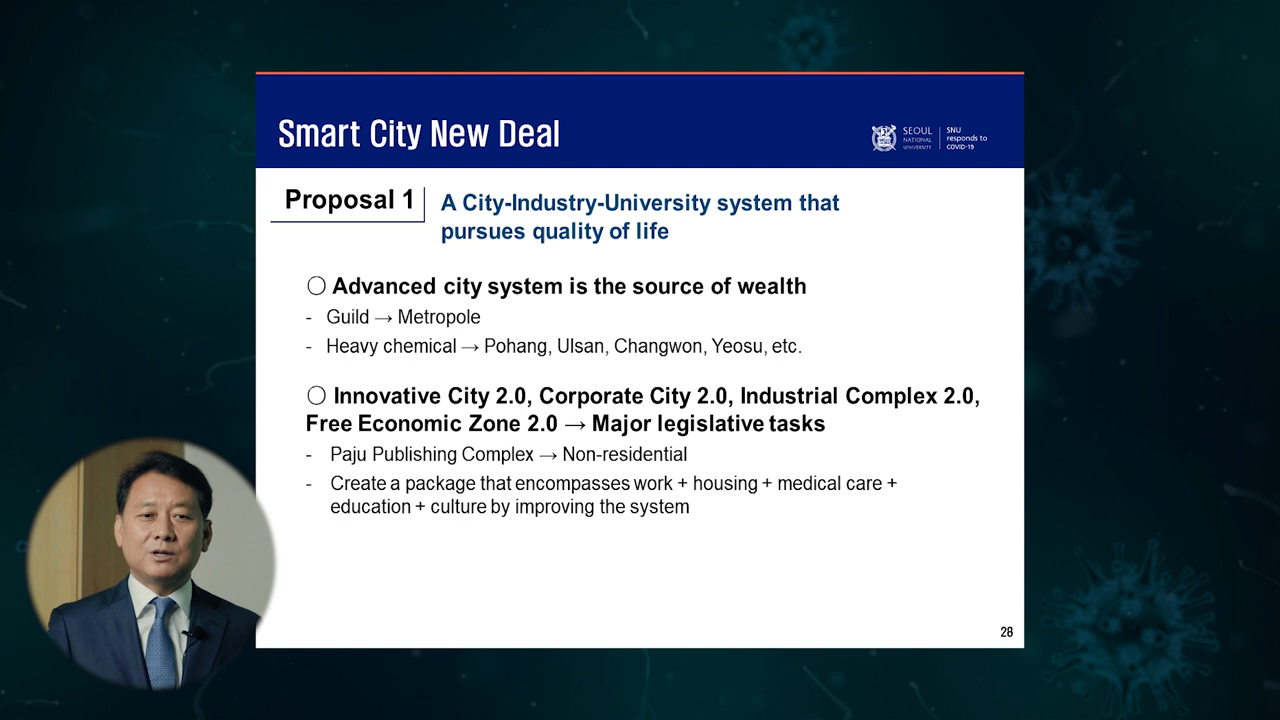 Smart City New Deal
SEOUL
NATIONAL
UNIVERSITY
SNU
responds to
COVID-19
Proposal 1
A City-Industry-University system that
pursues quality of life
○ Advanced city system is the source of wealth
- Guild → Metropole
- Heavy chemical → Pohang, Ulsan, Changwon, Yeosu, etc.
○ Innovative City 2.0, Corporate City 2.0, Industrial Complex 2.0,
Free Economic Zone 2.0 → Major legislative tasks
- Paju Publishing Complex → Non-residential
- Create a package that encompasses work + housing + medical care +
education + culture by improving the system
28